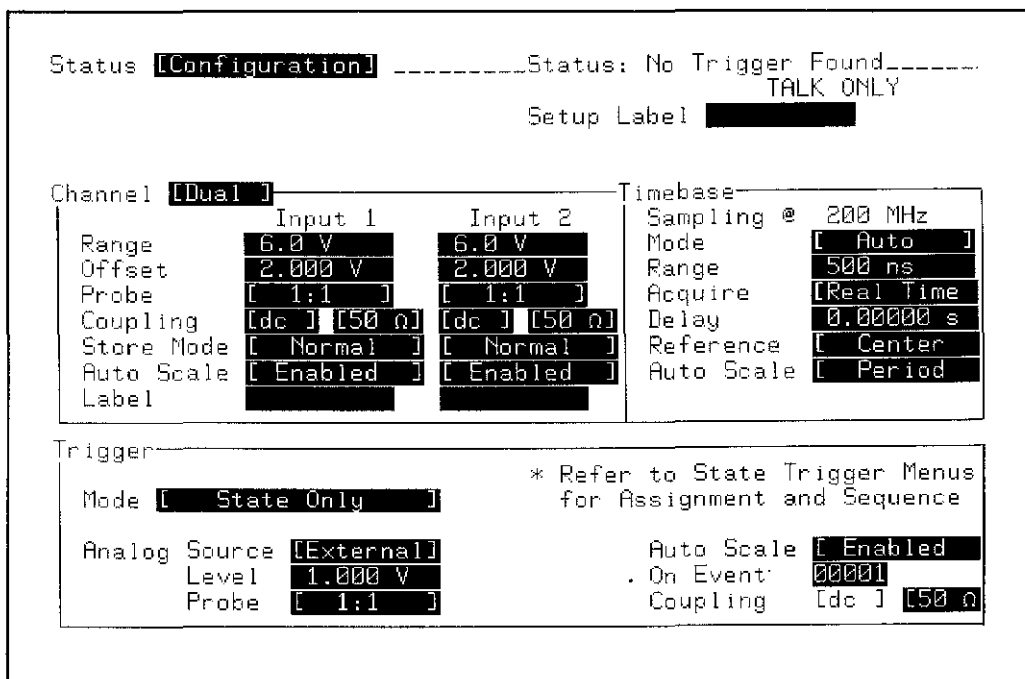 Status [Configuration] _________Status: No Trigger Found______
TALK ONLY
Setup Label
Channel [Dual ]
Input 1 Input 2
Range 6.0 V 6.0 V
Offset 2.000 V 2.000 V
Probe [ 1:1 ] [ 1:1 ]
Coupling [dc ] [50 Ω] [dc ] [50 Ω]
Store Mode [ Normal ] [ Normal ]
Auto Scale [ Enabled ] [ Enabled ]
Label
Timebase
Sampling @ 200 MHz
Mode [ Auto ]
Range 500 ns
Acquire [Real Time
Delay 0.00000 s
Reference [ Center
Auto Scale [ Period
Trigger
Mode [ State Only ]
* Refer to State Trigger Menus
for Assignment and Sequence
Analog Source [External]
Level 1.000 V
Probe [ 1:1 ]
Auto Scale [ Enabled
On Event 00001
Coupling [dc ] [50 Ω